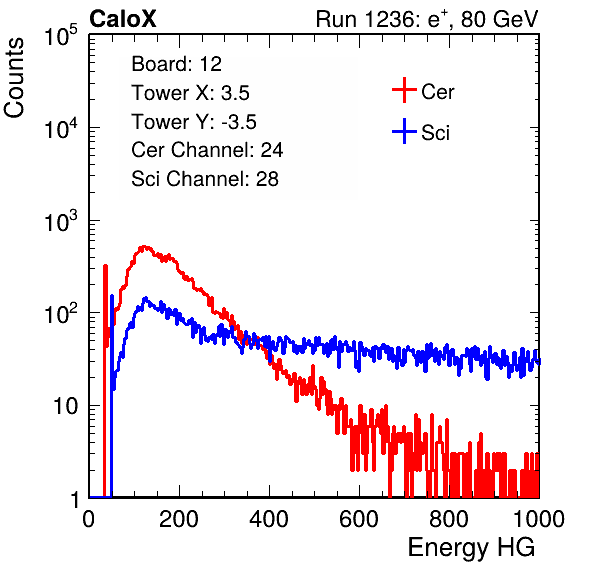 CaloX Run 1236: e⁺, 80 GeV
Counts
10⁵
10⁴
10³
10²
10
1
Board: 12
Tower X: 3.5
Tower Y: -3.5
Cer Channel: 24
Sci Channel: 28
Cer
Sci
0 200 400 600 800 1000
Energy HG